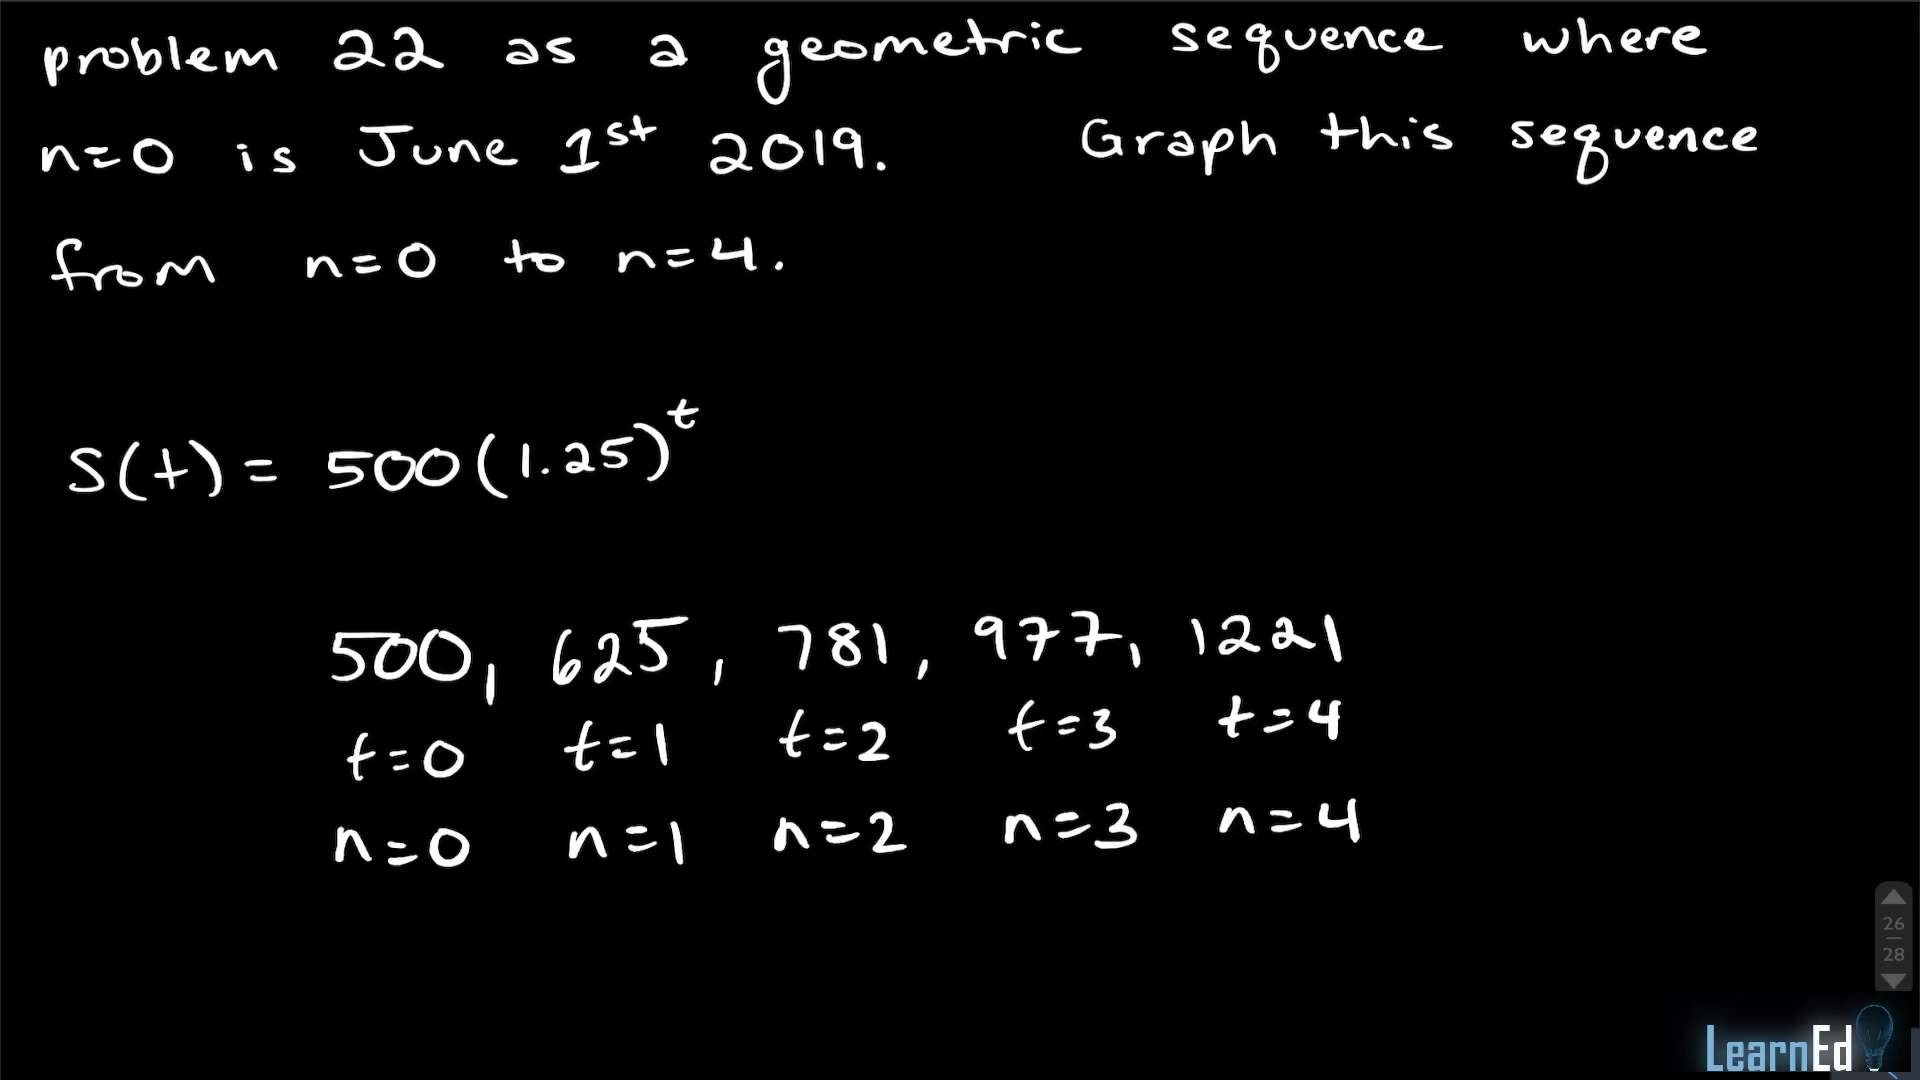 problem 22 as a geometric sequence where
n=0 is June 1st 2019. Graph this sequence
from n=0 to n=4.
S(t) = 500(1.25)^t
500, 625, 781, 977, 1221
t=0 t=1 t=2 t=3 t=4
n=0 n=1 n=2 n=3 n=4
26
28
LearnEd